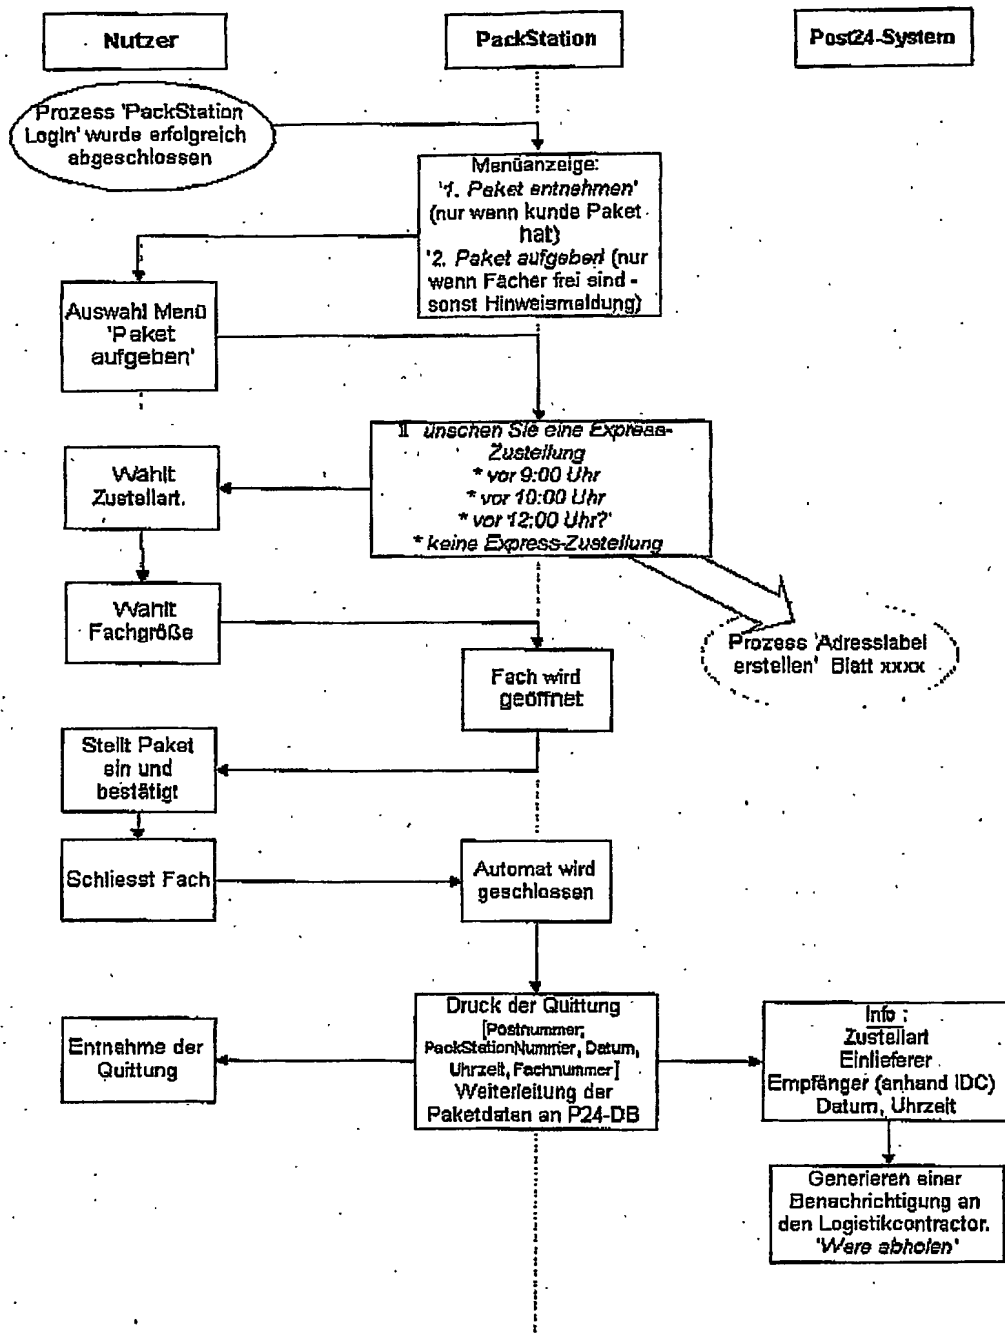 Nutzer
PackStation
Post24-System
Prozess 'PackStation
LogIn' wurde erfolgreich
abgeschlossen
Menüanzeige:
'1. Paket entnehmen'
(nur wenn kunde Paket
hat)
'2. Paket aufgeben' (nur
wenn Fächer frei sind -
sonst Hinweismeldung)
Auswahl Menü
'Paket
aufgeben'
ünschen Sie eine Express-
Zustellung
* vor 9:00 Uhr
* vor 10:00 Uhr
* vor 12:00 Uhr?'
* keine Express-Zustellung
Wählt
Zustellart.
Wählt
Fachgröße
Prozess 'Adresslabel
erstellen' Blatt xxxx
Fach wird
geöffnet
Stellt Paket
ein und
bestätigt
Schliesst Fach
Automat wird
geschlossen
Druck der Quittung
[Postnummer,
PackStationNummer, Datum,
Uhrzeit, Fachnummer]
Weiterleitung der
Paketdaten an P24-DB
Entnahme der
Quittung
Info :
Zustellart
Einlieferer
Empfänger (anhand IDC)
Datum, Uhrzeit
Generieren einer
Benachrichtigung an
den Logistikcontractor.
'Ware abholen'